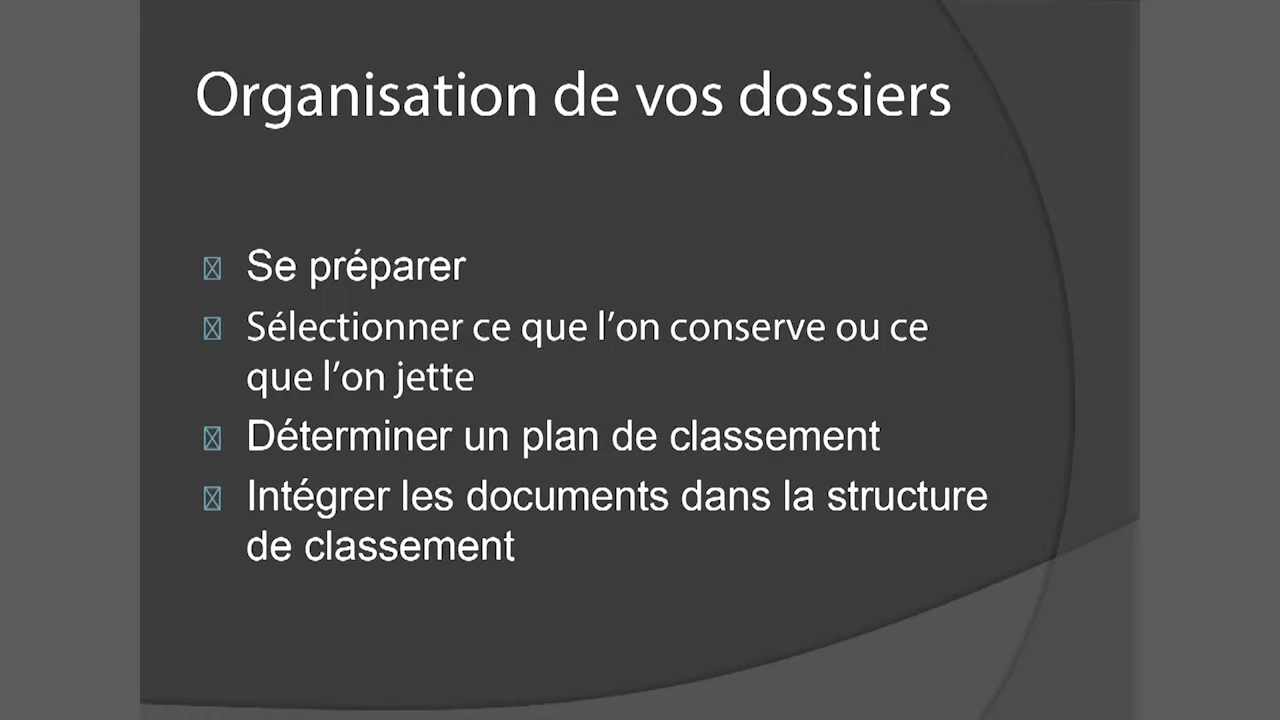 Organisation de vos dossiers
Se préparer
Sélectionner ce que l’on conserve ou ce
que l’on jette
Déterminer un plan de classement
Intégrer les documents dans la structure
de classement